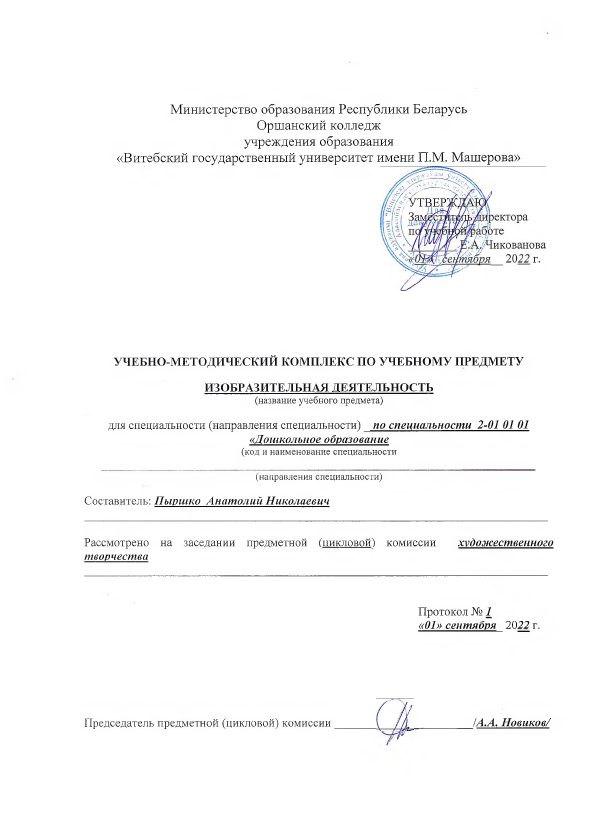 Министерство образования Республики Беларусь
Оршанский колледж
учреждения образования
«Витебский государственный университет имени П.М. Машерова»
УТВЕРЖДАЮ
Заместитель директора
по учебной работе
Е.А. Чикованова
«01» сентября 2022 г.
УЧЕБНО-МЕТОДИЧЕСКИЙ КОМПЛЕКС ПО УЧЕБНОМУ ПРЕДМЕТУ
ИЗОБРАЗИТЕЛЬНАЯ ДЕЯТЕЛЬНОСТЬ
(название учебного предмета)
для специальности (направления специальности) по специальности 2-01 01 01
«Дошкольное образование
(код и наименование специальности
(направления специальности)
Составитель: Пыршко Анатолий Николаевич
Рассмотрено на заседании предметной (цикловой) комиссии художественного
творчества
Протокол № 1
«01» сентября 2022 г.
Председатель предметной (цикловой) комиссии /А.А. Новиков/